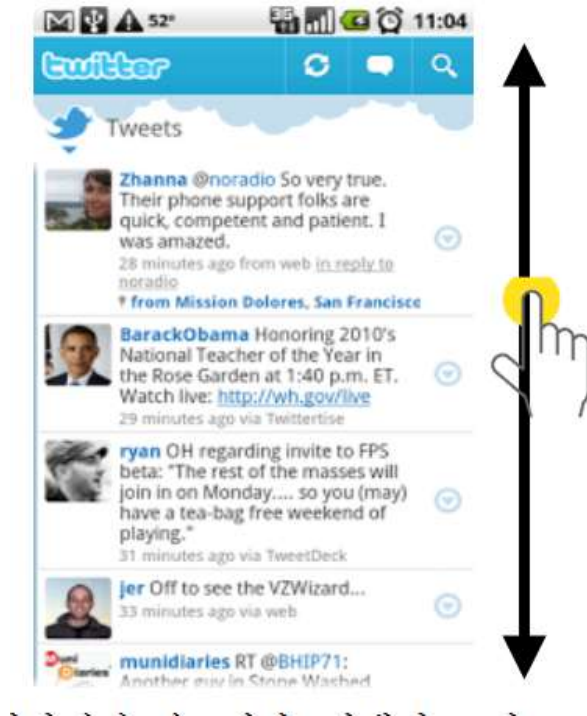 52° 3G 11:04
twitter
Tweets
Zhanna @noradio So very true.
Their phone support folks are
quick, competent and patient. I
was amazed.
28 minutes ago from web in reply to
noradio
from Mission Dolores, San Francisco
BarackObama Honoring 2010's
National Teacher of the Year in
the Rose Garden at 1:40 p.m. ET.
Watch live: http://wh.gov/live
29 minutes ago via Twittertise
ryan OH regarding invite to FPS
beta: "The rest of the masses will
join in on Monday.... so you (may)
have a tea-bag free weekend of
playing."
31 minutes ago via TweetDeck
jer Off to see the VZWizard...
33 minutes ago via web
munidiaries RT @BHIP71:
Another guy in Stone Washed